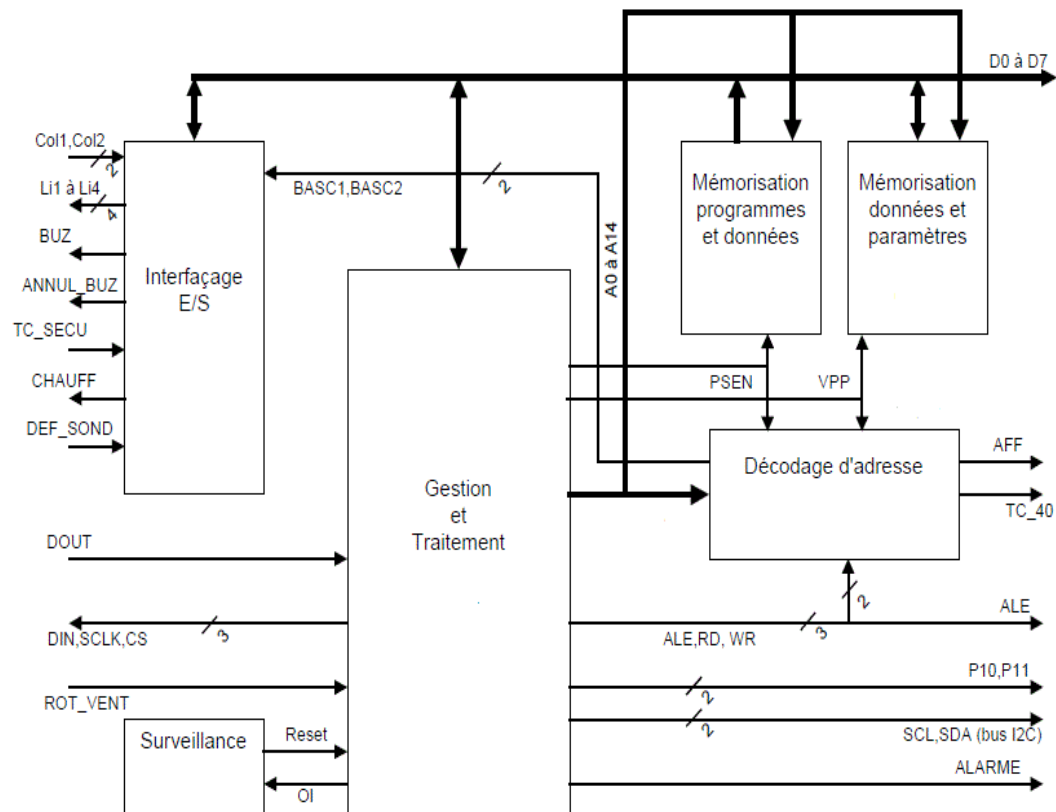 D0 à D7
Col1,Col2
2
Li1 à Li4
4
BUZ
ANNUL_BUZ
TC_SECU
CHAUFF
DEF_SOND
Interfaçage
E/S
BASC1,BASC2
2
A0 à A14
Mémorisation
programmes
et données
Mémorisation
données et
paramètres
PSEN
VPP
Décodage d'adresse
AFF
TC_40
Gestion
et
Traitement
DOUT
DIN,SCLK,CS
3
ROT_VENT
2
ALE,RD, WR
3
ALE
P10,P11
2
SCL,SDA (bus I2C)
2
ALARME
Surveillance
Reset
OI